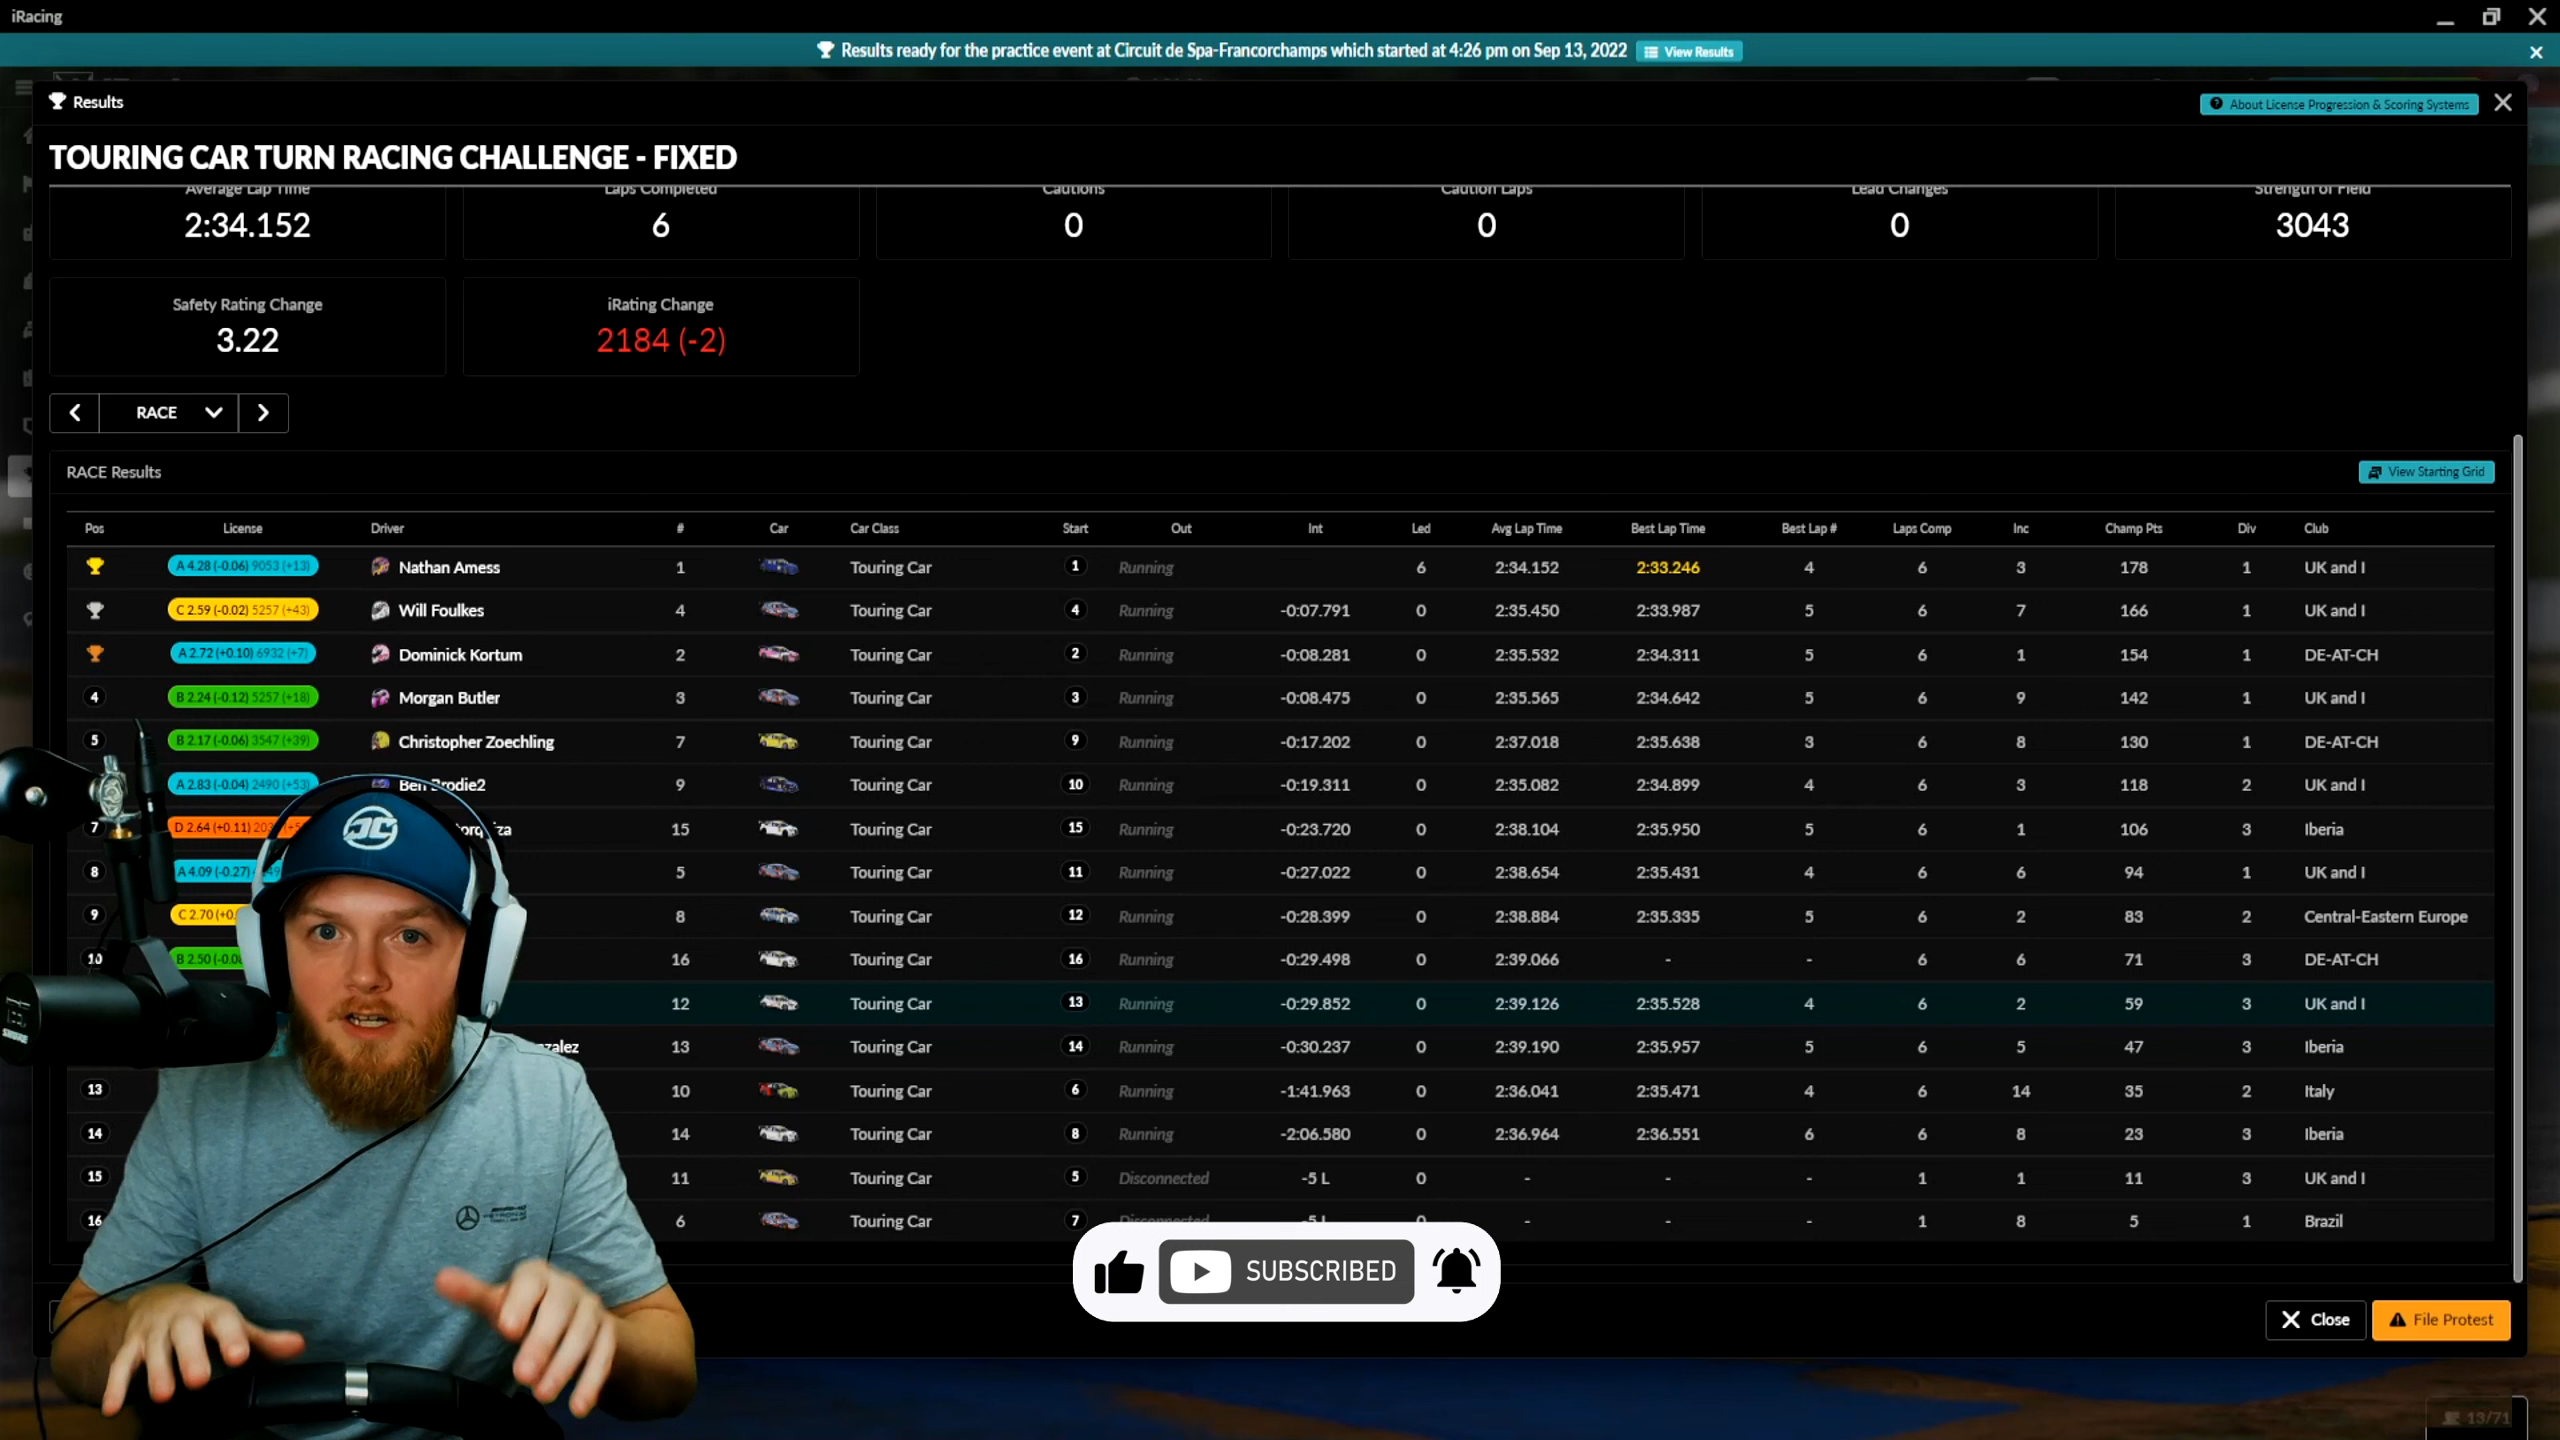 iRacing
Results ready for the practice event at Circuit de Spa-Francorchamps which started at 4:26 pm on Sep 13, 2022 View Results
Results
About License Progression & Scoring Systems
TOURING CAR TURN RACING CHALLENGE - FIXED
Average Lap Time Laps Completed Cautions Caution Laps Lead Changes Strength of Field
2:34.152 6 0 0 0 3043
Safety Rating Change iRating Change
3.22 2184 (-2)
RACE
RACE Results
View Starting Grid
Pos License Driver # Car Car Class Start Out Int Led Avg Lap Time Best Lap Time Best Lap # Laps Comp Inc Champ Pts Div Club
A 4.28 (-0.06) 9053 (+13) Nathan Amess 1 Touring Car 1 Running 6 2:34.152 2:33.246 4 6 3 178 1 UK and I
C 2.59 (-0.02) 5257 (+43) Will Foulkes 4 Touring Car 4 Running -0:07.791 0 2:35.450 2:33.987 5 6 7 166 1 UK and I
A 2.72 (+0.10) 6932 (+7) Dominick Kortum 2 Touring Car 2 Running -0:08.281 0 2:35.532 2:34.311 5 6 1 154 1 DE-AT-CH
4 B 2.24 (-0.12) 5257 (+18) Morgan Butler 3 Touring Car 3 Running -0:08.475 0 2:35.565 2:34.642 5 6 9 142 1 UK and I
5 B 2.17 (-0.06) 3547 (+39) Christopher Zoechling 7 Touring Car 9 Running -0:17.202 0 2:37.018 2:35.638 3 6 8 130 1 DE-AT-CH
A 2.83 (-0.04) 2490 (+53) Ben Brodie2 9 Touring Car 10 Running -0:19.311 0 2:35.082 2:34.899 4 6 3 118 2 UK and I
7 D 2.64 (+0.11) 15 Touring Car 15 Running -0:23.720 0 2:38.104 2:35.950 5 6 1 106 3 Iberia
8 A 4.09 (-0.27) 5 Touring Car 11 Running -0:27.022 0 2:38.654 2:35.431 4 6 6 94 1 UK and I
9 C 2.70 8 Touring Car 12 Running -0:28.399 0 2:38.884 2:35.335 5 6 2 83 2 Central-Eastern Europe
10 B 2.50 16 Touring Car 16 Running -0:29.498 0 2:39.066 - - 6 6 71 3 DE-AT-CH
12 Touring Car 13 Running -0:29.852 0 2:39.126 2:35.528 4 6 2 59 3 UK and I
13 Touring Car 14 Running -0:30.237 0 2:39.190 2:35.957 5 6 5 47 3 Iberia
13 10 Touring Car 6 Running -1:41.963 0 2:36.041 2:35.471 4 6 14 35 2 Italy
14 14 Touring Car 8 Running -2:06.580 0 2:36.964 2:36.551 6 6 8 23 3 Iberia
15 11 Touring Car 5 Disconnected -5 L 0 - - - 1 1 11 3 UK and I
16 6 Touring Car 7 Disconnected -5 L 0 - - - 1 8 5 1 Brazil
SUBSCRIBED
Close File Protest
13/71
JC
SHURE